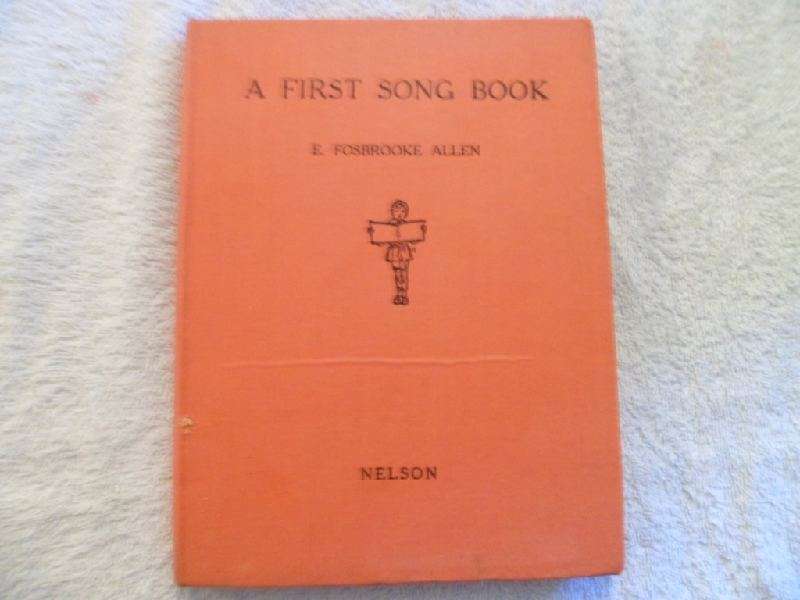 A FIRST SONG BOOK
E. FOSBROOKE ALLEN
NELSON